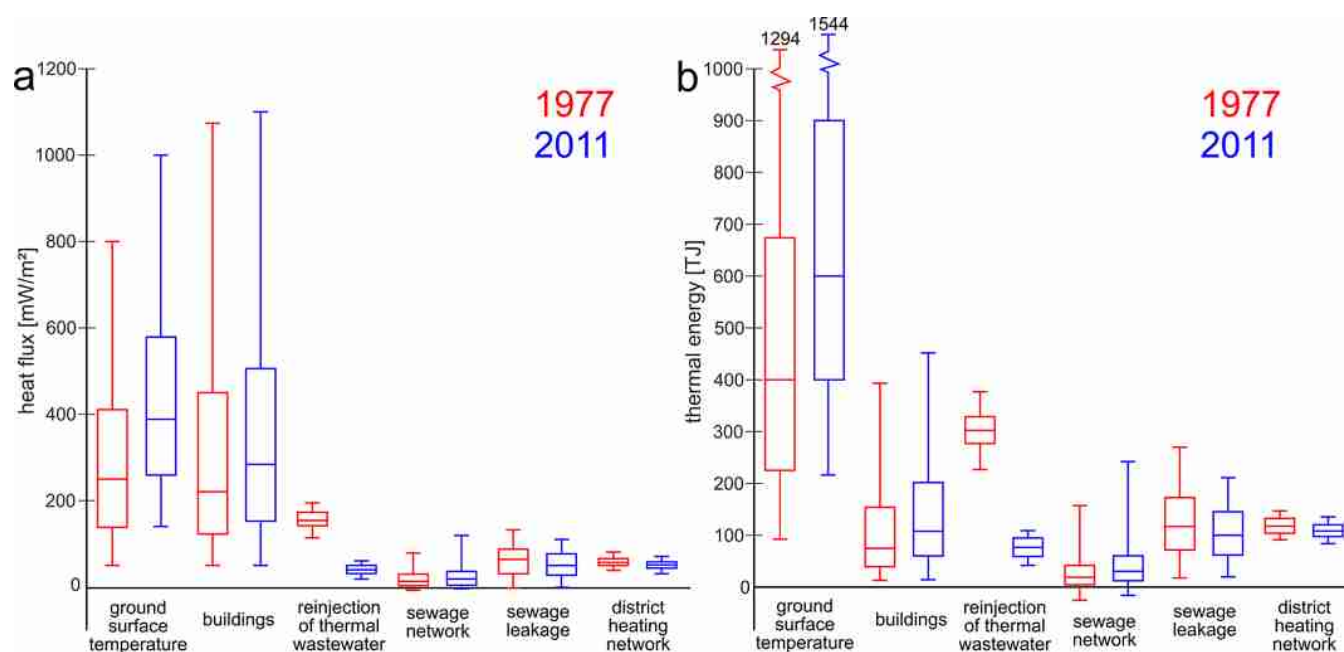 a
1200
1000
800
600
400
200
0
heat flux [mW/m²]
1977
2011
ground
surface
temperature
buildings
reinjection
of thermal
wastewater
sewage
network
sewage
leakage
district
heating
network
b
1294
1544
1000
900
800
700
600
500
400
300
200
100
0
thermal energy [TJ]
1977
2011
ground
surface
temperature
buildings
reinjection
of thermal
wastewater
sewage
network
sewage
leakage
district
heating
network